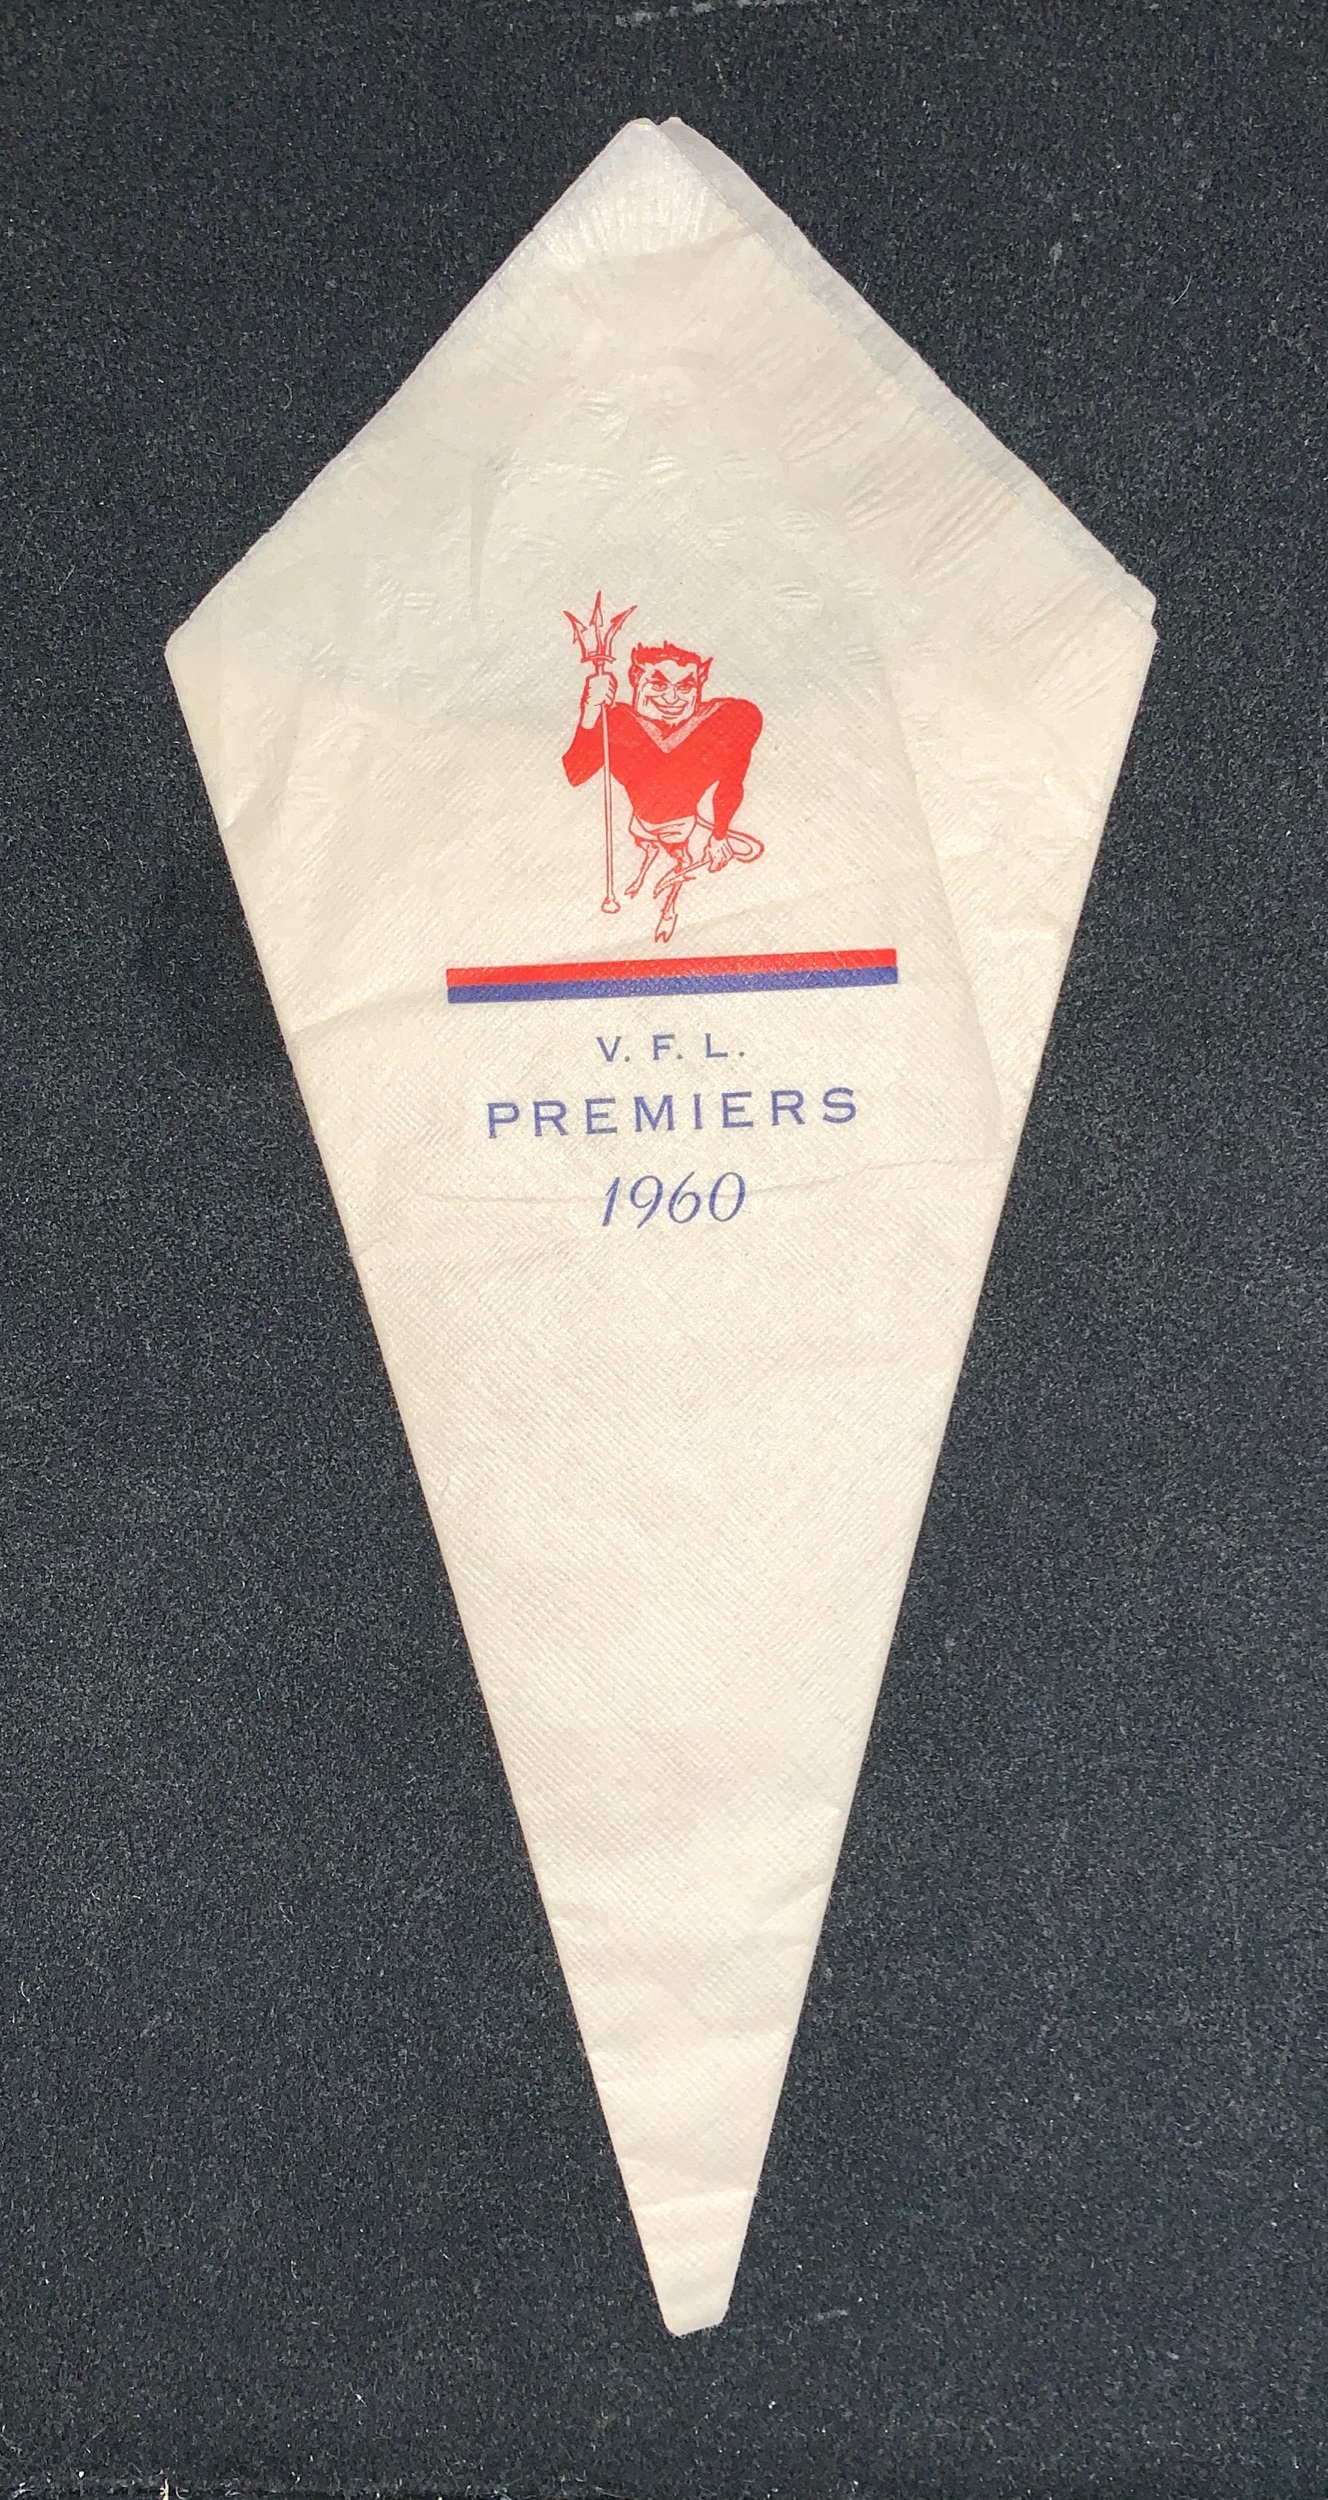 V. F. L.
PREMIERS
1960